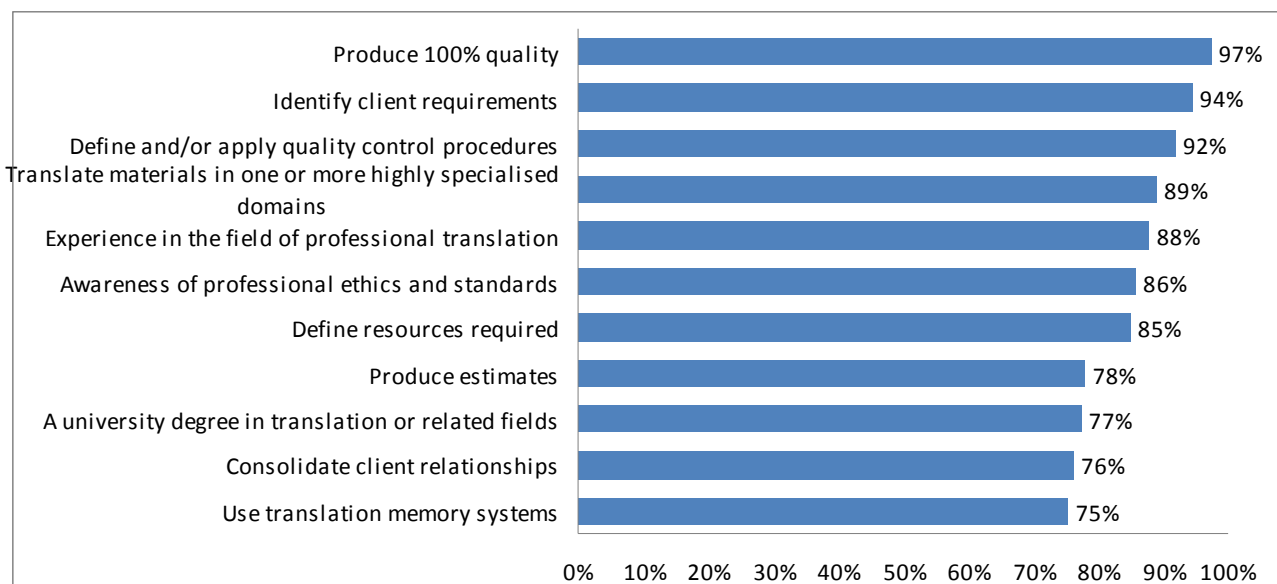 Produce 100% quality
97%
Identify client requirements
94%
Define and/or apply quality control procedures
92%
Translate materials in one or more highly specialised
domains
89%
Experience in the field of professional translation
88%
Awareness of professional ethics and standards
86%
Define resources required
85%
Produce estimates
78%
A university degree in translation or related fields
77%
Consolidate client relationships
76%
Use translation memory systems
75%
0% 10% 20% 30% 40% 50% 60% 70% 80% 90% 100%